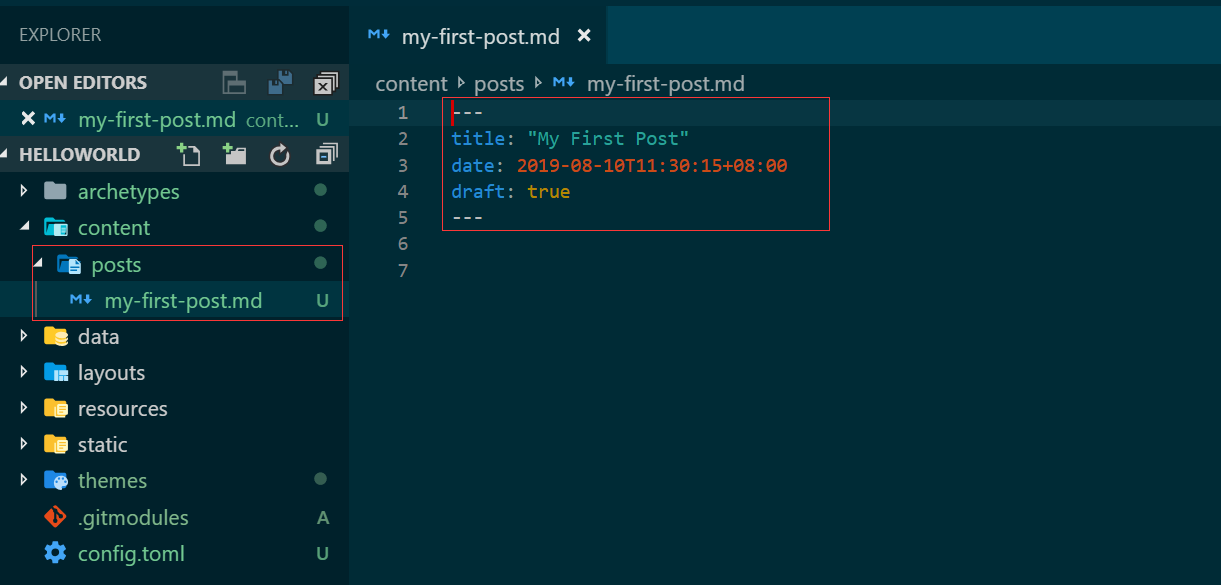 EXPLORER
OPEN EDITORS
my-first-post.md cont... U
HELLOWORLD
archetypes
content
posts
my-first-post.md U
data
layouts
resources
static
themes
.gitmodules A
config.toml U
my-first-post.md
content posts my-first-post.md
1 ---
2 title: "My First Post"
3 date: 2019-08-10T11:30:15+08:00
4 draft: true
5 ---
6
7